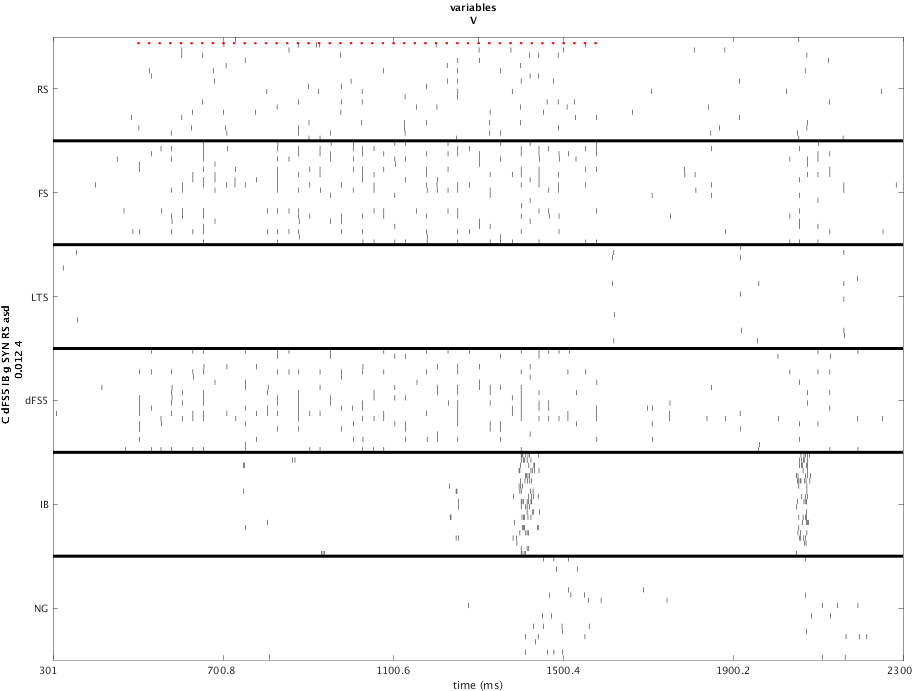 variables
V
RS
FS
LTS
dFS5
IB
NG
C dFS5 IB g SYN RS asd
0.012 4
301
700.8
1100.6
1500.4
1900.2
2300
time (ms)